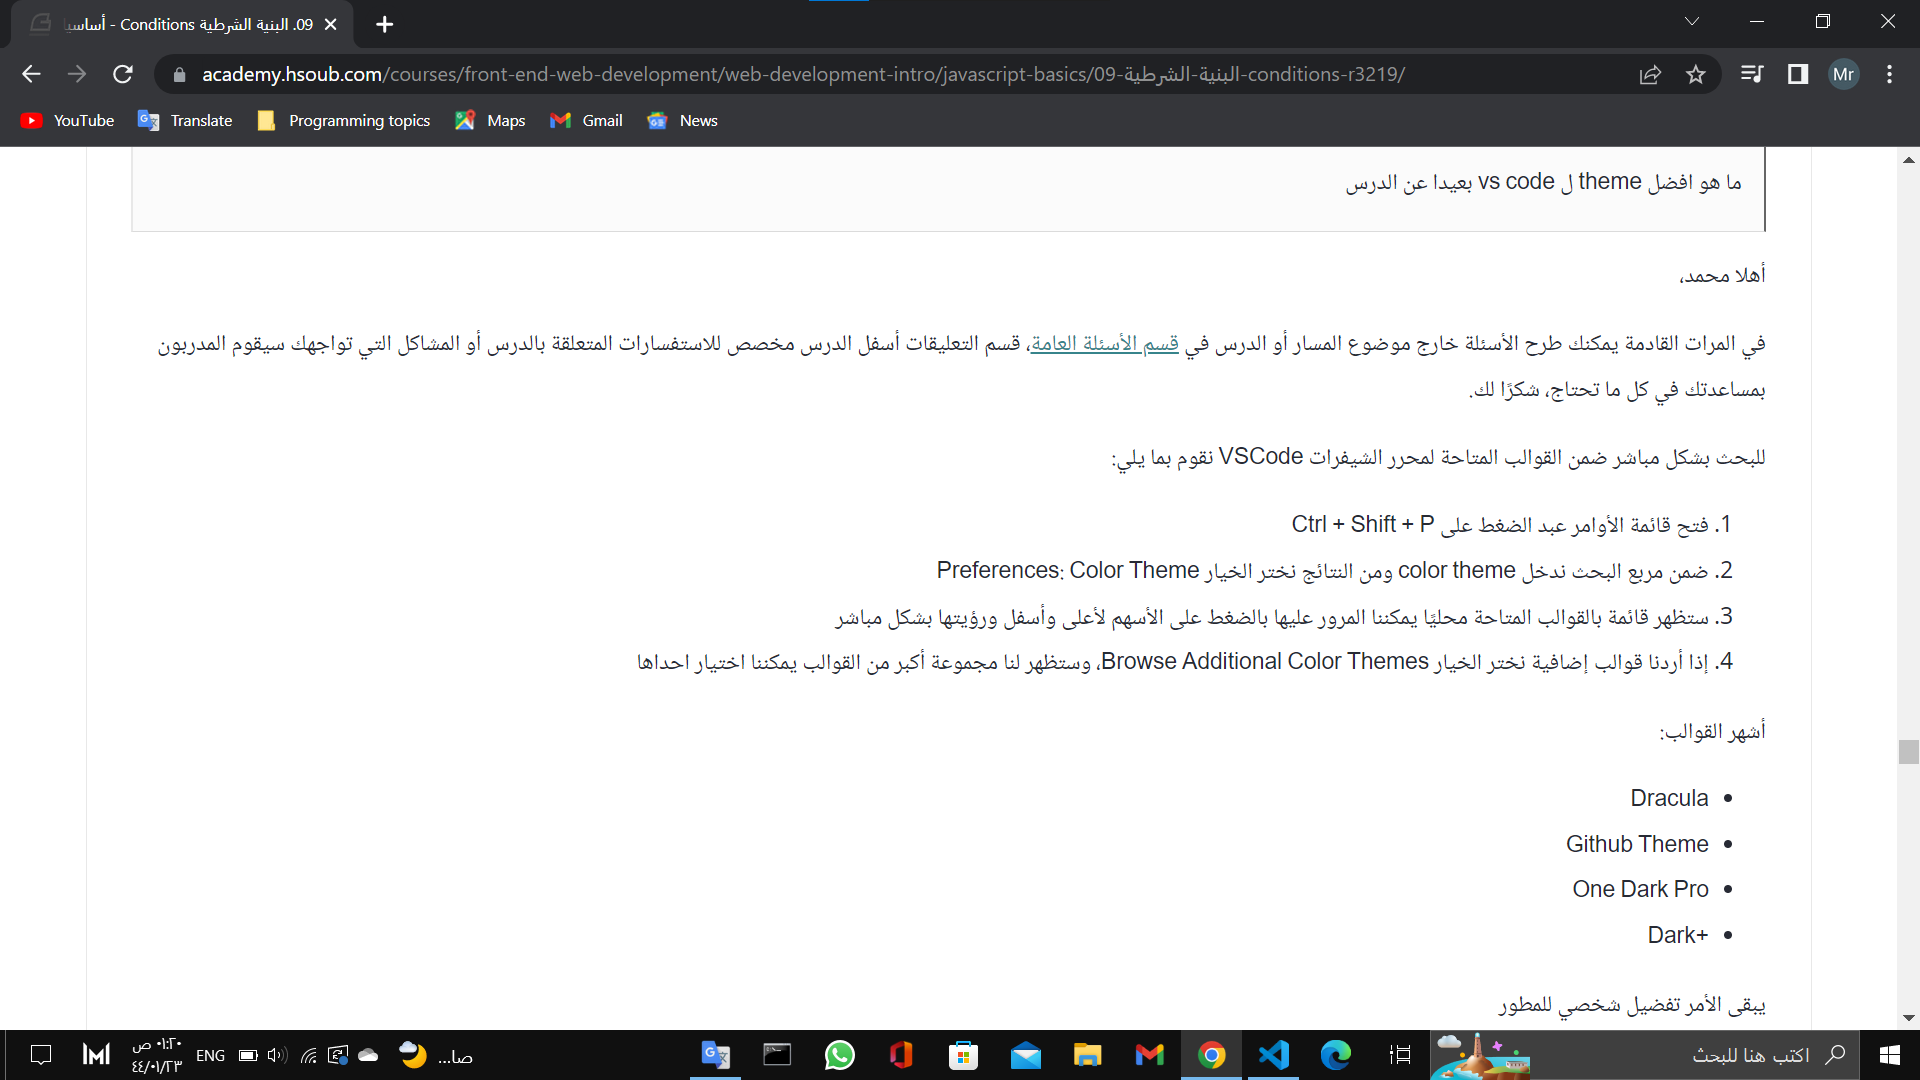 09. البنية الشرطية Conditions - أساسيا
academy.hsoub.com/courses/front-end-web-development/web-development-intro/javascript-basics/09-البنية-الشرطية-conditions-r3219/
Mr
YouTube
Translate
Programming topics
Maps
Gmail
News
ما هو افضل theme ل vs code بعيدا عن الدرس
أهلا محمد،
في المرات القادمة يمكنك طرح الأسئلة خارج موضوع المسار أو الدرس في قسم الأسئلة العامة، قسم التعليقات أسفل الدرس مخصص للاستفسارات المتعلقة بالدرس أو المشاكل التي تواجهك سيقوم المدربون
بمساعدتك في كل ما تحتاج، شكرًا لك.
للبحث بشكل مباشر ضمن القوالب المتاحة لمحرر الشيفرات VSCode نقوم بما يلي:
1. فتح قائمة الأوامر عبد الضغط على Ctrl + Shift + P
2. ضمن مربع البحث ندخل color theme ومن النتائج نختر الخيار Preferences: Color Theme
3. ستظهر قائمة بالقوالب المتاحة محليًا يمكننا المرور عليها بالضغط على الأسهم لأعلى وأسفل ورؤيتها بشكل مباشر
4. إذا أردنا قوالب إضافية نختر الخيار Browse Additional Color Themes، وستظهر لنا مجموعة أكبر من القوالب يمكننا اختيار احداها
أشهر القوالب:
• Dracula
• Github Theme
• One Dark Pro
• Dark+
يبقى الأمر تفضيل شخصي للمطور
اكتب هنا للبحث
صا...
ENG
٠١:٢٠ ص
٤٤/٠١/٢٣